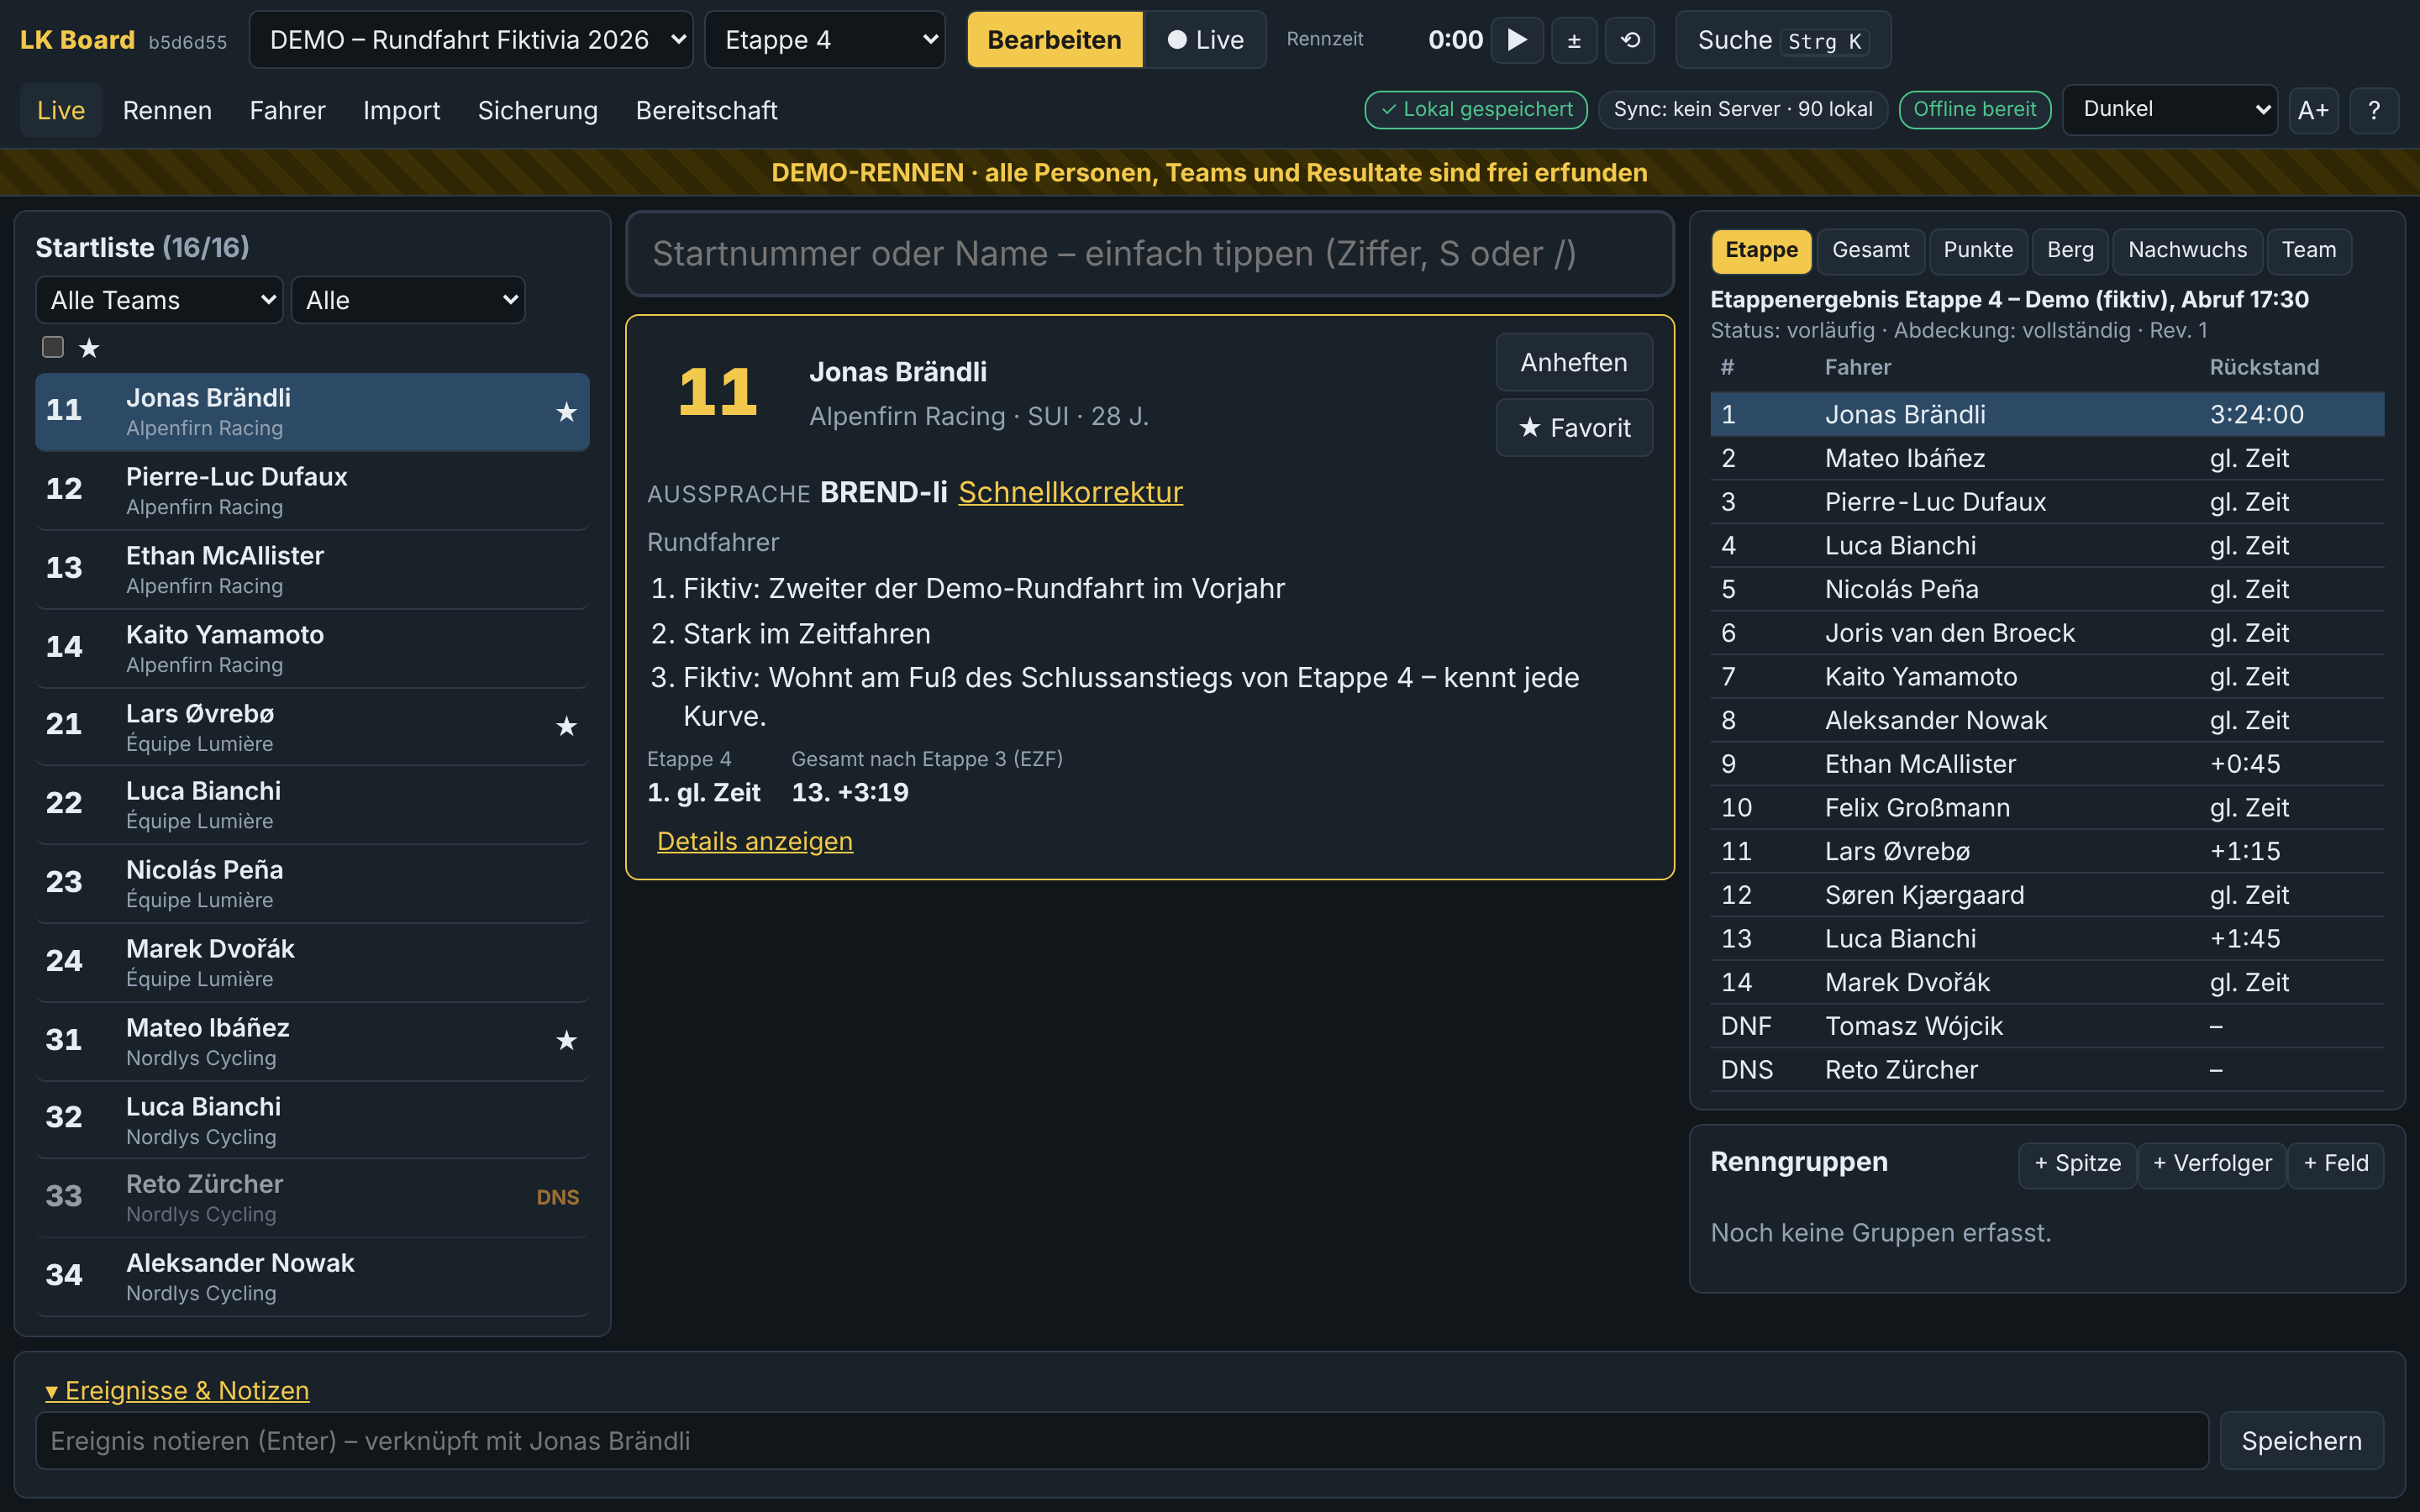 LK Board b5d6d55 DEMO – Rundfahrt Fiktivia 2026 Etappe 4 Bearbeiten ● Live Rennzeit 0:00 ▶ ± ⟲ Suche Strg K
Live Rennen Fahrer Import Sicherung Bereitschaft ✓ Lokal gespeichert Sync: kein Server · 90 lokal Offline bereit Dunkel A+ ?
DEMO-RENNEN · alle Personen, Teams und Resultate sind frei erfunden
Startliste (16/16)
Alle Teams Alle
★
11 Jonas Brändli ★
Alpenfirn Racing
12 Pierre-Luc Dufaux
Alpenfirn Racing
13 Ethan McAllister
Alpenfirn Racing
14 Kaito Yamamoto
Alpenfirn Racing
21 Lars Øvrebø ★
Équipe Lumière
22 Luca Bianchi
Équipe Lumière
23 Nicolás Peña
Équipe Lumière
24 Marek Dvořák
Équipe Lumière
31 Mateo Ibáñez ★
Nordlys Cycling
32 Luca Bianchi
Nordlys Cycling
33 Reto Zürcher DNS
Nordlys Cycling
34 Aleksander Nowak
Nordlys Cycling
Startnummer oder Name – einfach tippen (Ziffer, S oder /)
11 Jonas Brändli
Alpenfirn Racing · SUI · 28 J.
Anheften
★ Favorit
AUSSPRACHE BREND-li Schnellkorrektur
Rundfahrer
1. Fiktiv: Zweiter der Demo-Rundfahrt im Vorjahr
2. Stark im Zeitfahren
3. Fiktiv: Wohnt am Fuß des Schlussanstiegs von Etappe 4 – kennt jede
Kurve.
Etappe 4 Gesamt nach Etappe 3 (EZF)
1. gl. Zeit 13. +3:19
Details anzeigen
Etappe Gesamt Punkte Berg Nachwuchs Team
Etappenergebnis Etappe 4 – Demo (fiktiv), Abruf 17:30
Status: vorläufig · Abdeckung: vollständig · Rev. 1
# Fahrer Rückstand
1 Jonas Brändli 3:24:00
2 Mateo Ibáñez gl. Zeit
3 Pierre-Luc Dufaux gl. Zeit
4 Luca Bianchi gl. Zeit
5 Nicolás Peña gl. Zeit
6 Joris van den Broeck gl. Zeit
7 Kaito Yamamoto gl. Zeit
8 Aleksander Nowak gl. Zeit
9 Ethan McAllister +0:45
10 Felix Großmann gl. Zeit
11 Lars Øvrebø +1:15
12 Søren Kjærgaard gl. Zeit
13 Luca Bianchi +1:45
14 Marek Dvořák gl. Zeit
DNF Tomasz Wójcik –
DNS Reto Zürcher –
Renngruppen + Spitze + Verfolger + Feld
Noch keine Gruppen erfasst.
▾ Ereignisse & Notizen
Ereignis notieren (Enter) – verknüpft mit Jonas Brändli Speichern